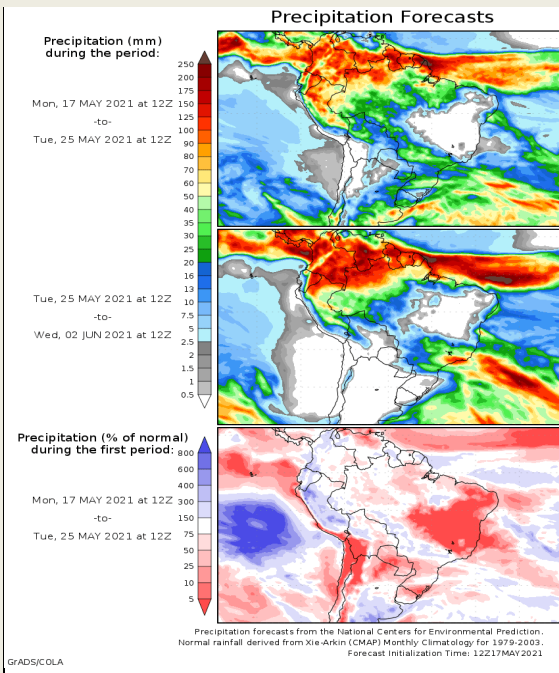 Precipitation Forecasts
Precipitation (mm)
during the period:
Mon, 17 MAY 2021 at 12Z
-to-
Tue, 25 MAY 2021 at 12Z
250
200
175
150
125
100
90
80
70
60
50
40
35
30
25
20
16
13
10
7.5
5
2.5
2
1.5
1
0.5
Tue, 25 MAY 2021 at 12Z
-to-
Wed, 02 JUN 2021 at 12Z
Precipitation (% of normal)
during the first period:
Mon, 17 MAY 2021 at 12Z
-to-
Tue, 25 MAY 2021 at 12Z
800
600
400
300
150
75
50
25
10
5
Precipitation forecasts from the National Centers for Environmental Prediction.
Normal rainfall derived from Xie-Arkin (CMAP) Monthly Climatology for 1979-2003.
Forecast Initialization Time: 12Z17MAY2021
GrADS/COLA